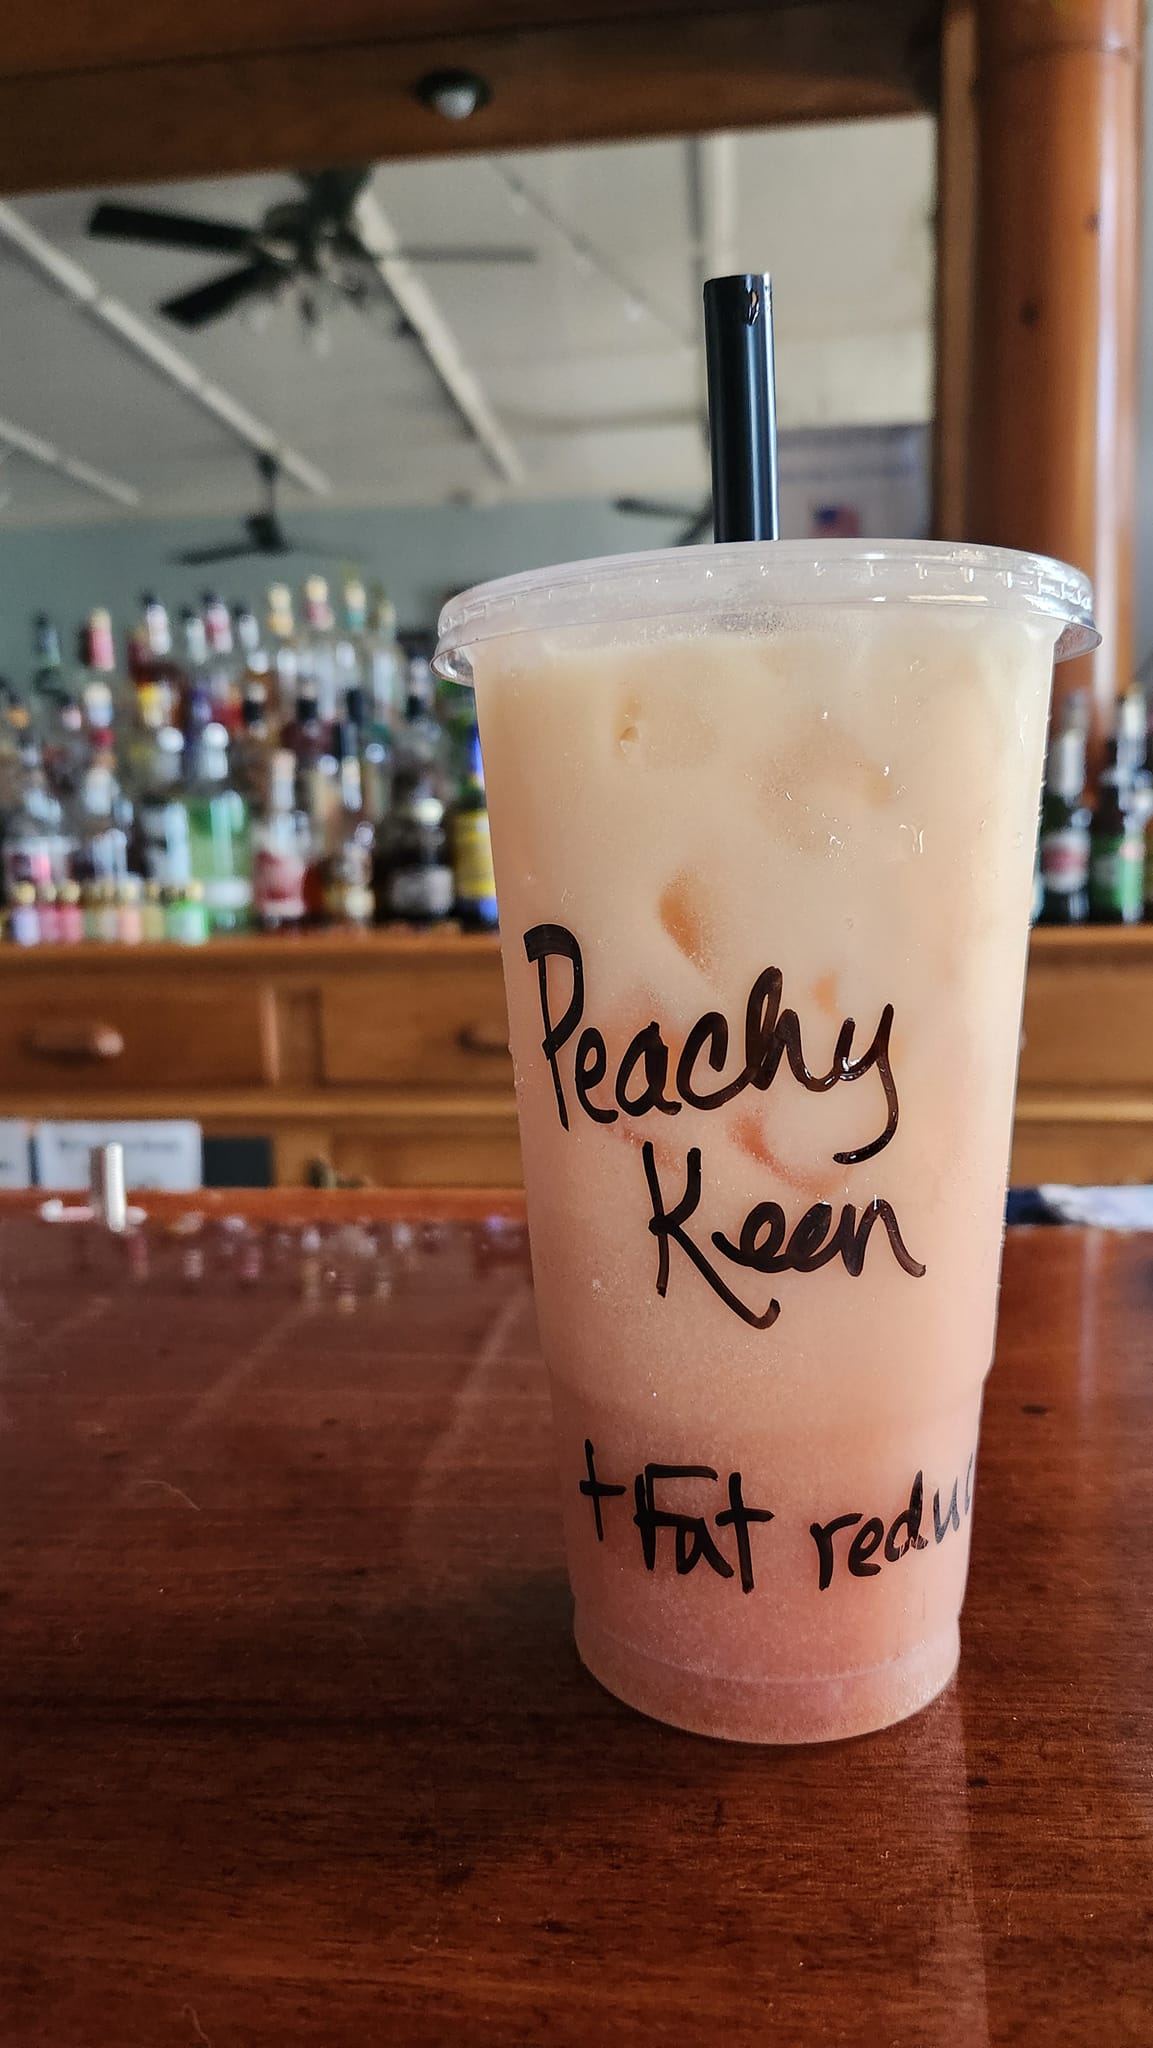 Peachy
Keen
+ Fat reduc